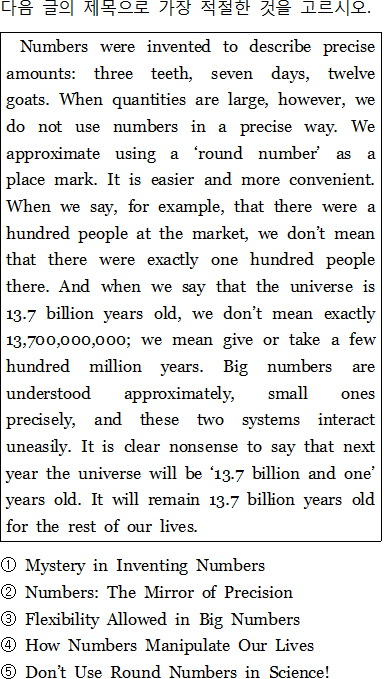 다음 글의 제목으로 가장 적절한 것을 고르시오.
Numbers were invented to describe precise
amounts: three teeth, seven days, twelve
goats. When quantities are large, however, we
do not use numbers in a precise way. We
approximate using a ‘round number’ as a
place mark. It is easier and more convenient.
When we say, for example, that there were a
hundred people at the market, we don’t mean
that there were exactly one hundred people
there. And when we say that the universe is
13.7 billion years old, we don’t mean exactly
13,700,000,000; we mean give or take a few
hundred million years. Big numbers are
understood approximately, small ones
precisely, and these two systems interact
uneasily. It is clear nonsense to say that next
year the universe will be ‘13.7 billion and one’
years old. It will remain 13.7 billion years old
for the rest of our lives.
① Mystery in Inventing Numbers
② Numbers: The Mirror of Precision
③ Flexibility Allowed in Big Numbers
④ How Numbers Manipulate Our Lives
⑤ Don’t Use Round Numbers in Science!